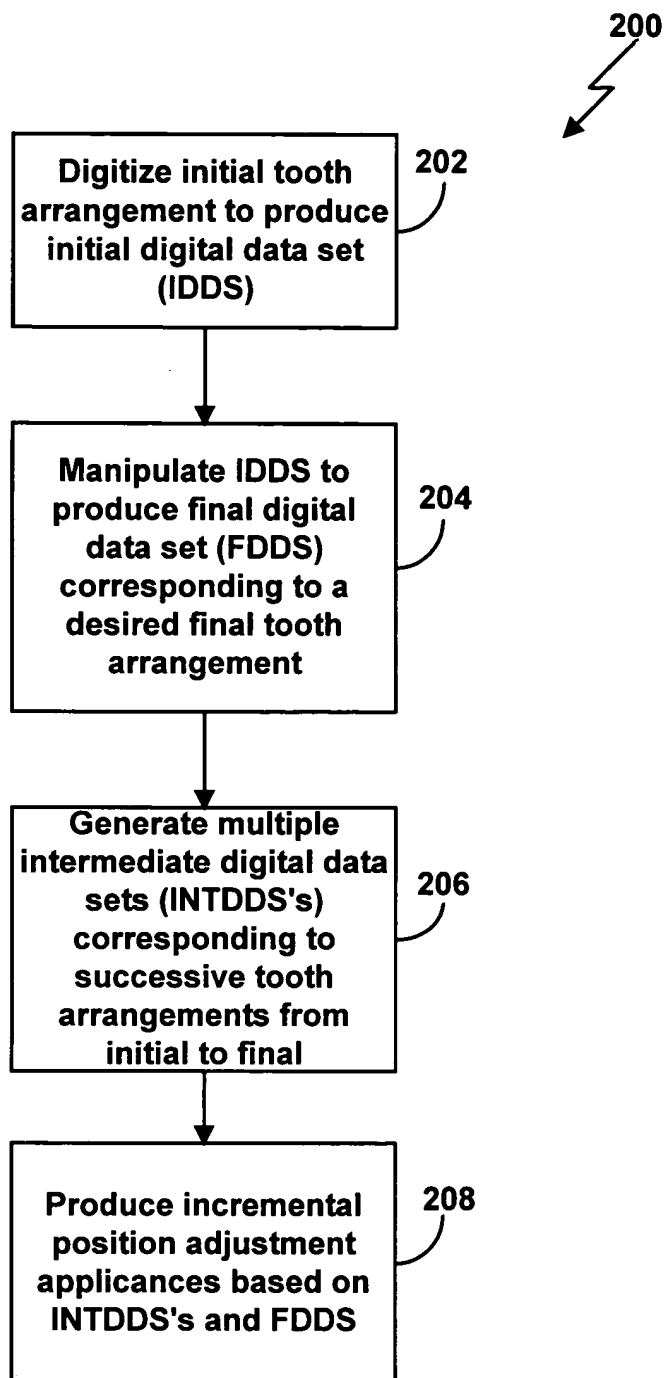 200
Digitize initial tooth
arrangement to produce
initial digital data set
(IDDS)
202
Manipulate IDDS to
produce final digital
data set (FDDS)
corresponding to a
desired final tooth
arrangement
204
Generate multiple
intermediate digital data
sets (INTDDS's)
corresponding to
successive tooth
arrangements from
initial to final
206
Produce incremental
position adjustment
applicances based on
INTDDS's and FDDS
208